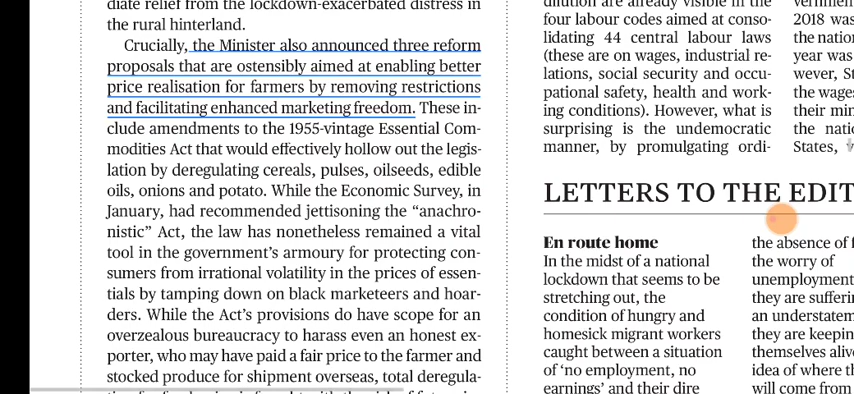 diate relief from the lockdown-exacerbated distress in
the rural hinterland.
Crucially, the Minister also announced three reform
proposals that are ostensibly aimed at enabling better
price realisation for farmers by removing restrictions
and facilitating enhanced marketing freedom. These in-
clude amendments to the 1955-vintage Essential Com-
modities Act that would effectively hollow out the legis-
lation by deregulating cereals, pulses, oilseeds, edible
oils, onions and potato. While the Economic Survey, in
January, had recommended jettisoning the “anachro-
nistic” Act, the law has nonetheless remained a vital
tool in the government’s armoury for protecting con-
sumers from irrational volatility in the prices of essen-
tials by tamping down on black marketeers and hoar-
ders. While the Act’s provisions do have scope for an
overzealous bureaucracy to harass even an honest ex-
porter, who may have paid a fair price to the farmer and
stocked produce for shipment overseas, total deregula-
dilution are already visible in the
four labour codes aimed at conso-
lidating 44 central labour laws
(these are on wages, industrial re-
lations, social security and occu-
pational safety, health and work-
ing conditions). However, what is
surprising is the undemocratic
manner, by promulgating ordi-
2018 was
the nation
year was
wever, St
the wages
their min
the natio
States,
LETTERS TO THE EDIT
En route home
In the midst of a national
lockdown that seems to be
stretching out, the
condition of hungry and
homesick migrant workers
caught between a situation
of ‘no employment, no
earnings’ and their dire
the absence of f
the worry of
unemployment
they are sufferin
an understatem
they are keepin
themselves alive
idea of where th
will come from